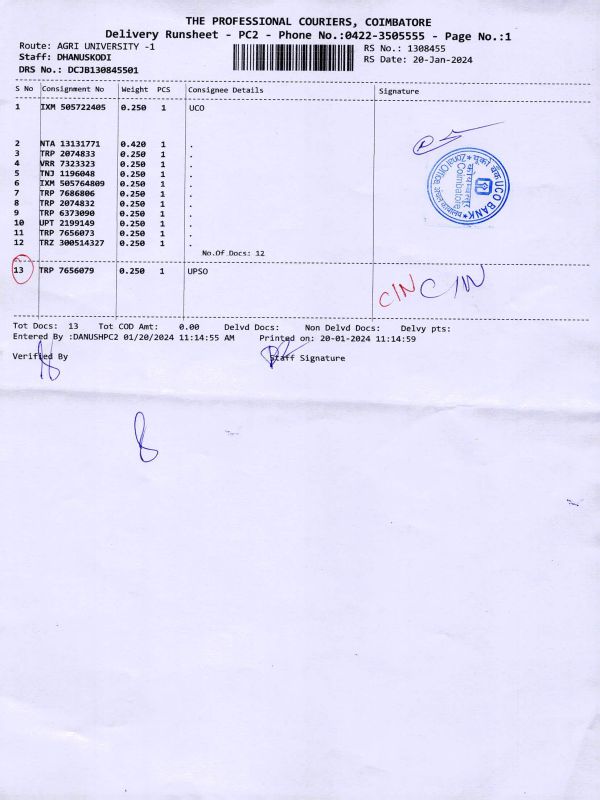 THE PROFESSIONAL COURIERS, COIMBATORE
Delivery Runsheet - PC2 - Phone No.:0422-3505555 - Page No.:1
Route: AGRI UNIVERSITY -1 RS No.: 1308455
Staff: DHANUSKODI RS Date: 20-Jan-2024
DRS No.: DCJB130845501
S No Consignment No Weight PCS Consignee Details Signature
1 IXM 505722405 0.250 1 UCO
2 NTA 13131771 0.420 1 .
3 TRP 2074833 0.250 1 .
4 VRR 7323323 0.250 1 .
5 TNJ 1196048 0.250 1 .
6 IXM 505764809 0.250 1 .
7 TRP 7686806 0.250 1 .
8 TRP 2074832 0.250 1 .
9 TRP 6373090 0.250 1 .
10 UPT 2199149 0.250 1 .
11 TRP 7656073 0.250 1 .
12 TRZ 300514327 0.250 1 .
No.Of Docs: 12
यूको बैंक UCO BANK
Zonal Office
कोयम्बत्तूर
Coimbatore
13 TRP 7656079 0.250 1 UPSO
C/N C/N
Tot Docs: 13 Tot COD Amt: 0.00 Delvd Docs: Non Delvd Docs: Delvy pts:
Entered By :DANUSHPC2 01/20/2024 11:14:55 AM Printed on: 20-01-2024 11:14:59
Verified By Staff Signature